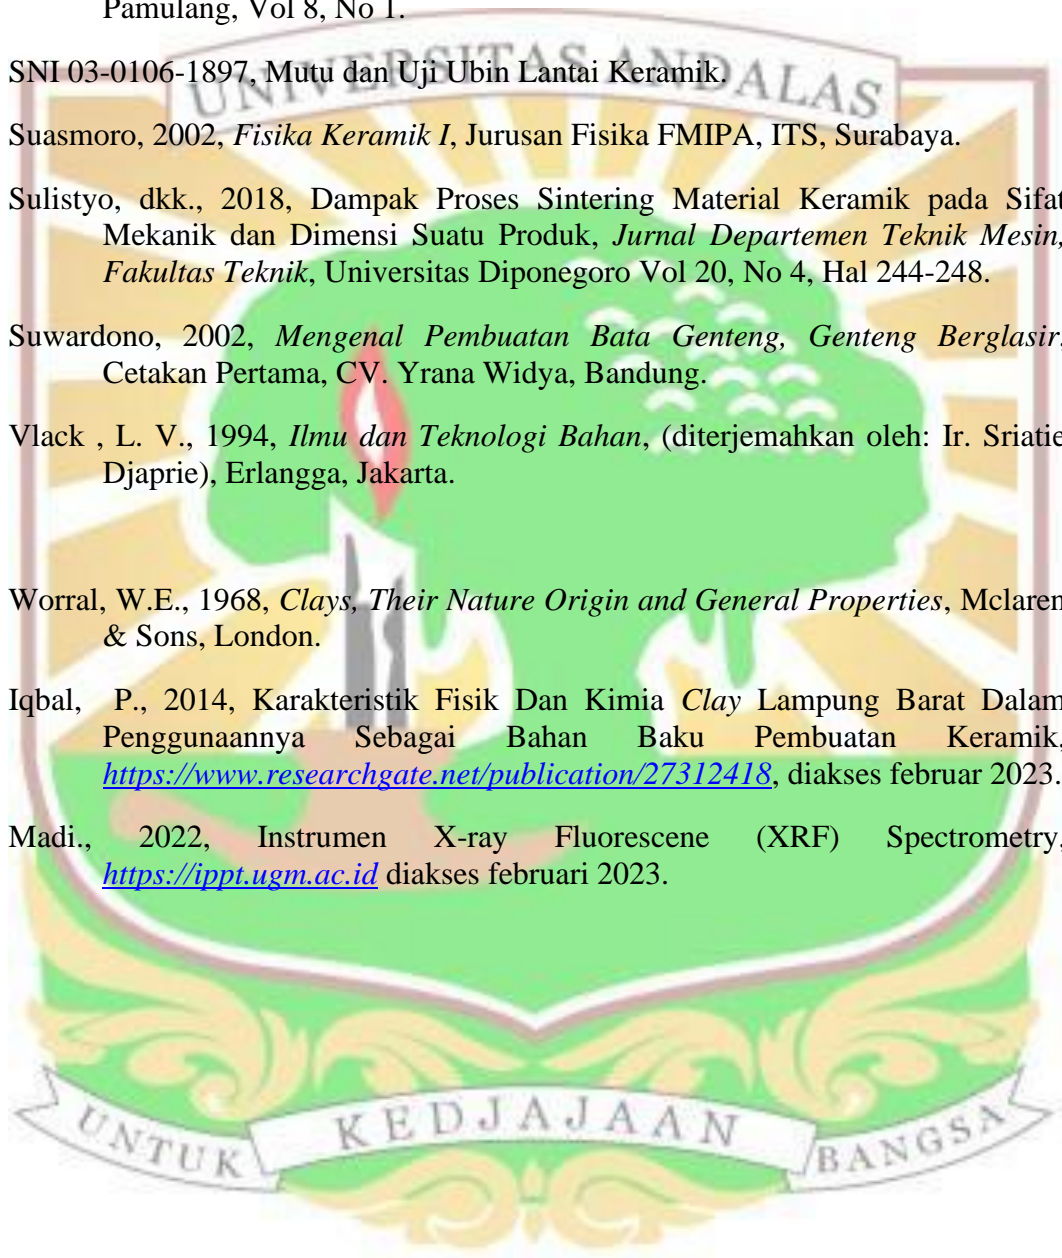 Pamulang, Vol 8, No 1.
UNIVERSITAS ANDALAS
SNI 03-0106-1897, Mutu dan Uji Ubin Lantai Keramik.
Suasmoro, 2002, Fisika Keramik I, Jurusan Fisika FMIPA, ITS, Surabaya.
Sulistyo, dkk., 2018, Dampak Proses Sintering Material Keramik pada Sifat
Mekanik dan Dimensi Suatu Produk, Jurnal Departemen Teknik Mesin,
Fakultas Teknik, Universitas Diponegoro Vol 20, No 4, Hal 244-248.
Suwardono, 2002, Mengenal Pembuatan Bata Genteng, Genteng Berglasir,
Cetakan Pertama, CV. Yrana Widya, Bandung.
Vlack , L. V., 1994, Ilmu dan Teknologi Bahan, (diterjemahkan oleh: Ir. Sriatie
Djaprie), Erlangga, Jakarta.
Worral, W.E., 1968, Clays, Their Nature Origin and General Properties, Mclaren
& Sons, London.
Iqbal, P., 2014, Karakteristik Fisik Dan Kimia Clay Lampung Barat Dalam
Penggunaannya Sebagai Bahan Baku Pembuatan Keramik,
https://www.researchgate.net/publication/27312418, diakses februar 2023.
Madi., 2022, Instrumen X-ray Fluorescene (XRF) Spectrometry,
https://ippt.ugm.ac.id diakses februari 2023.
UNTUK KEDJAJAAN BANGSA